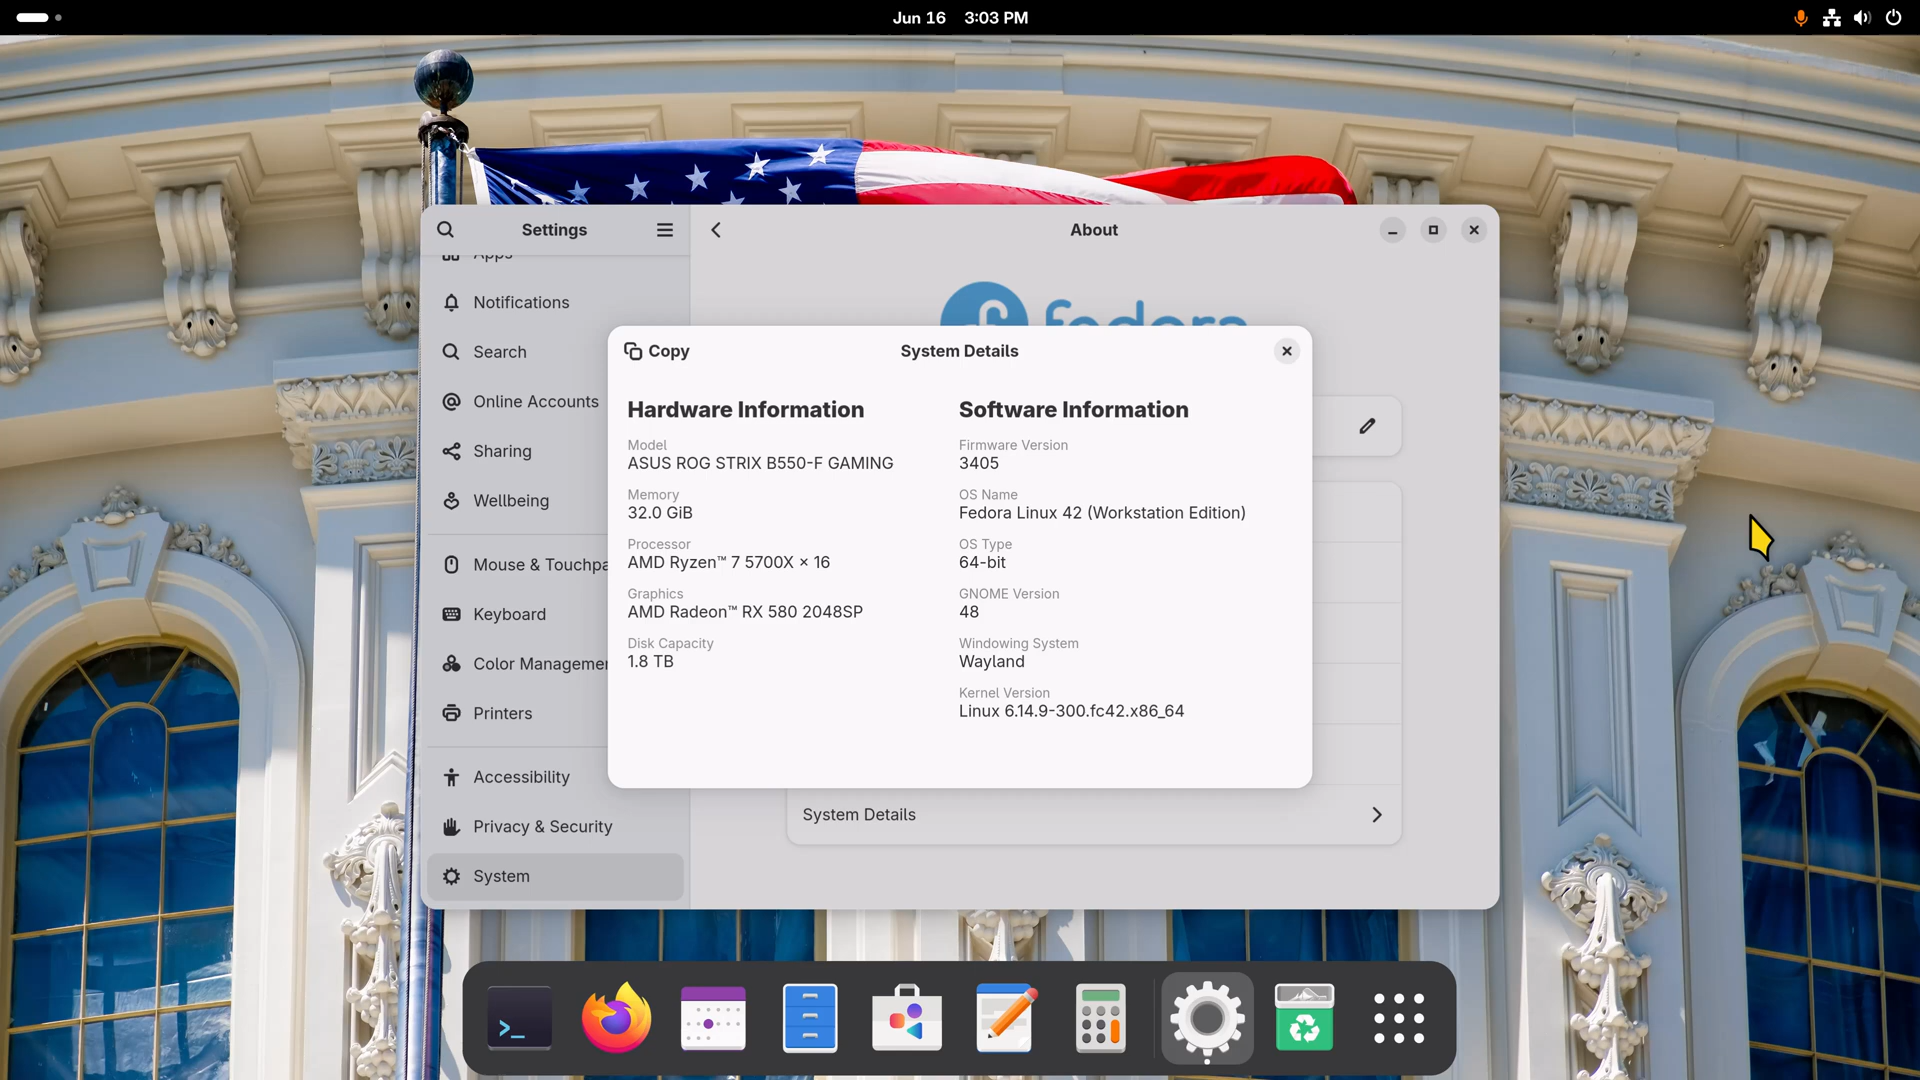 Jun 16 3:03 PM
Settings
About
Apps
Notifications
Search
Online Accounts
Sharing
Wellbeing
Mouse & Touchpa
Keyboard
Color Managemen
Printers
Accessibility
Privacy & Security
System
fedora
Copy
System Details
Hardware Information
Model
ASUS ROG STRIX B550-F GAMING
Memory
32.0 GiB
Processor
AMD Ryzen™ 7 5700X × 16
Graphics
AMD Radeon™ RX 580 2048SP
Disk Capacity
1.8 TB
Software Information
Firmware Version
3405
OS Name
Fedora Linux 42 (Workstation Edition)
OS Type
64-bit
GNOME Version
48
Windowing System
Wayland
Kernel Version
Linux 6.14.9-300.fc42.x86_64
System Details